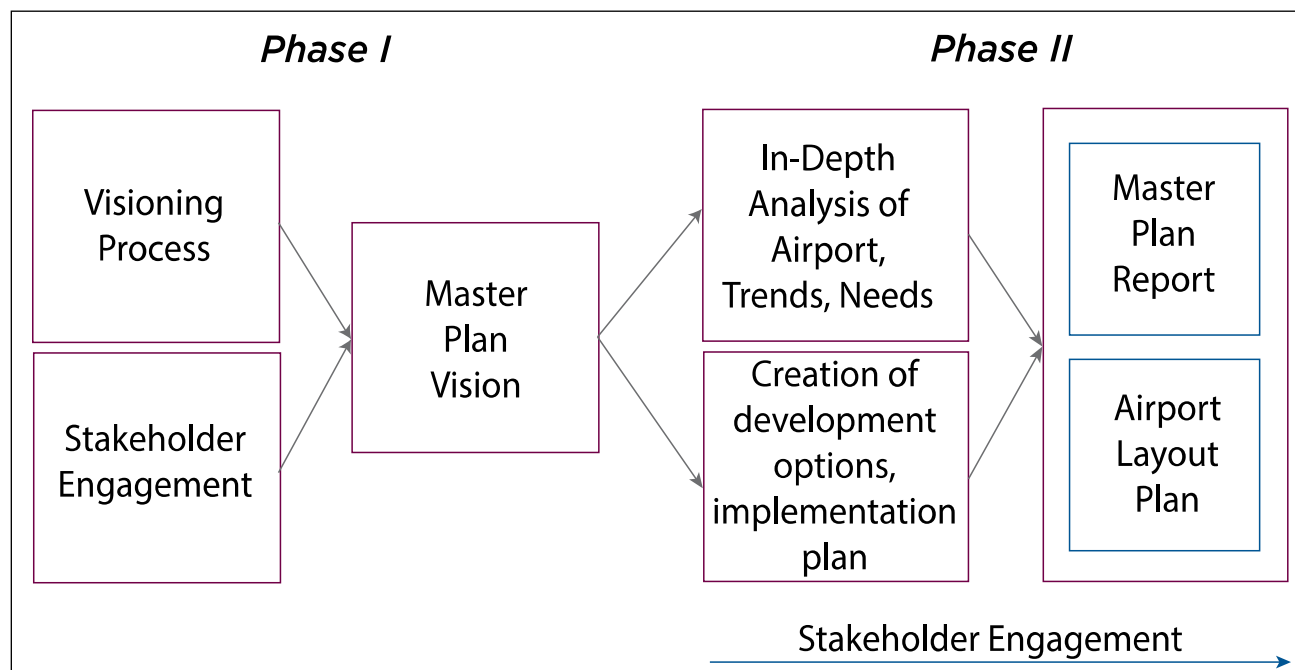 Phase I
Phase II
Visioning
Process
Stakeholder
Engagement
Master
Plan
Vision
In-Depth
Analysis of
Airport,
Trends, Needs
Creation of
development
options,
implementation
plan
Master
Plan
Report
Airport
Layout
Plan
Stakeholder Engagement